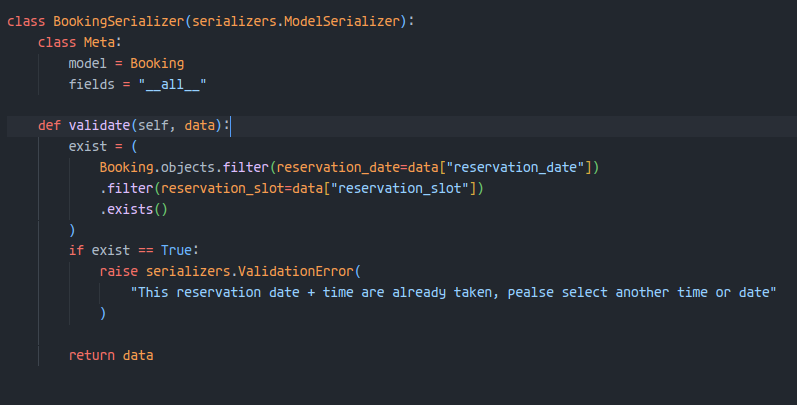 class BookingSerializer(serializers.ModelSerializer):
    class Meta:
        model = Booking
        fields = "__all__"
    def validate(self, data):
        exist = (
            Booking.objects.filter(reservation_date=data["reservation_date"])
            .filter(reservation_slot=data["reservation_slot"])
            .exists()
        )
        if exist == True:
            raise serializers.ValidationError(
                "This reservation date + time are already taken, pealse select another time or date"
            )
        return data